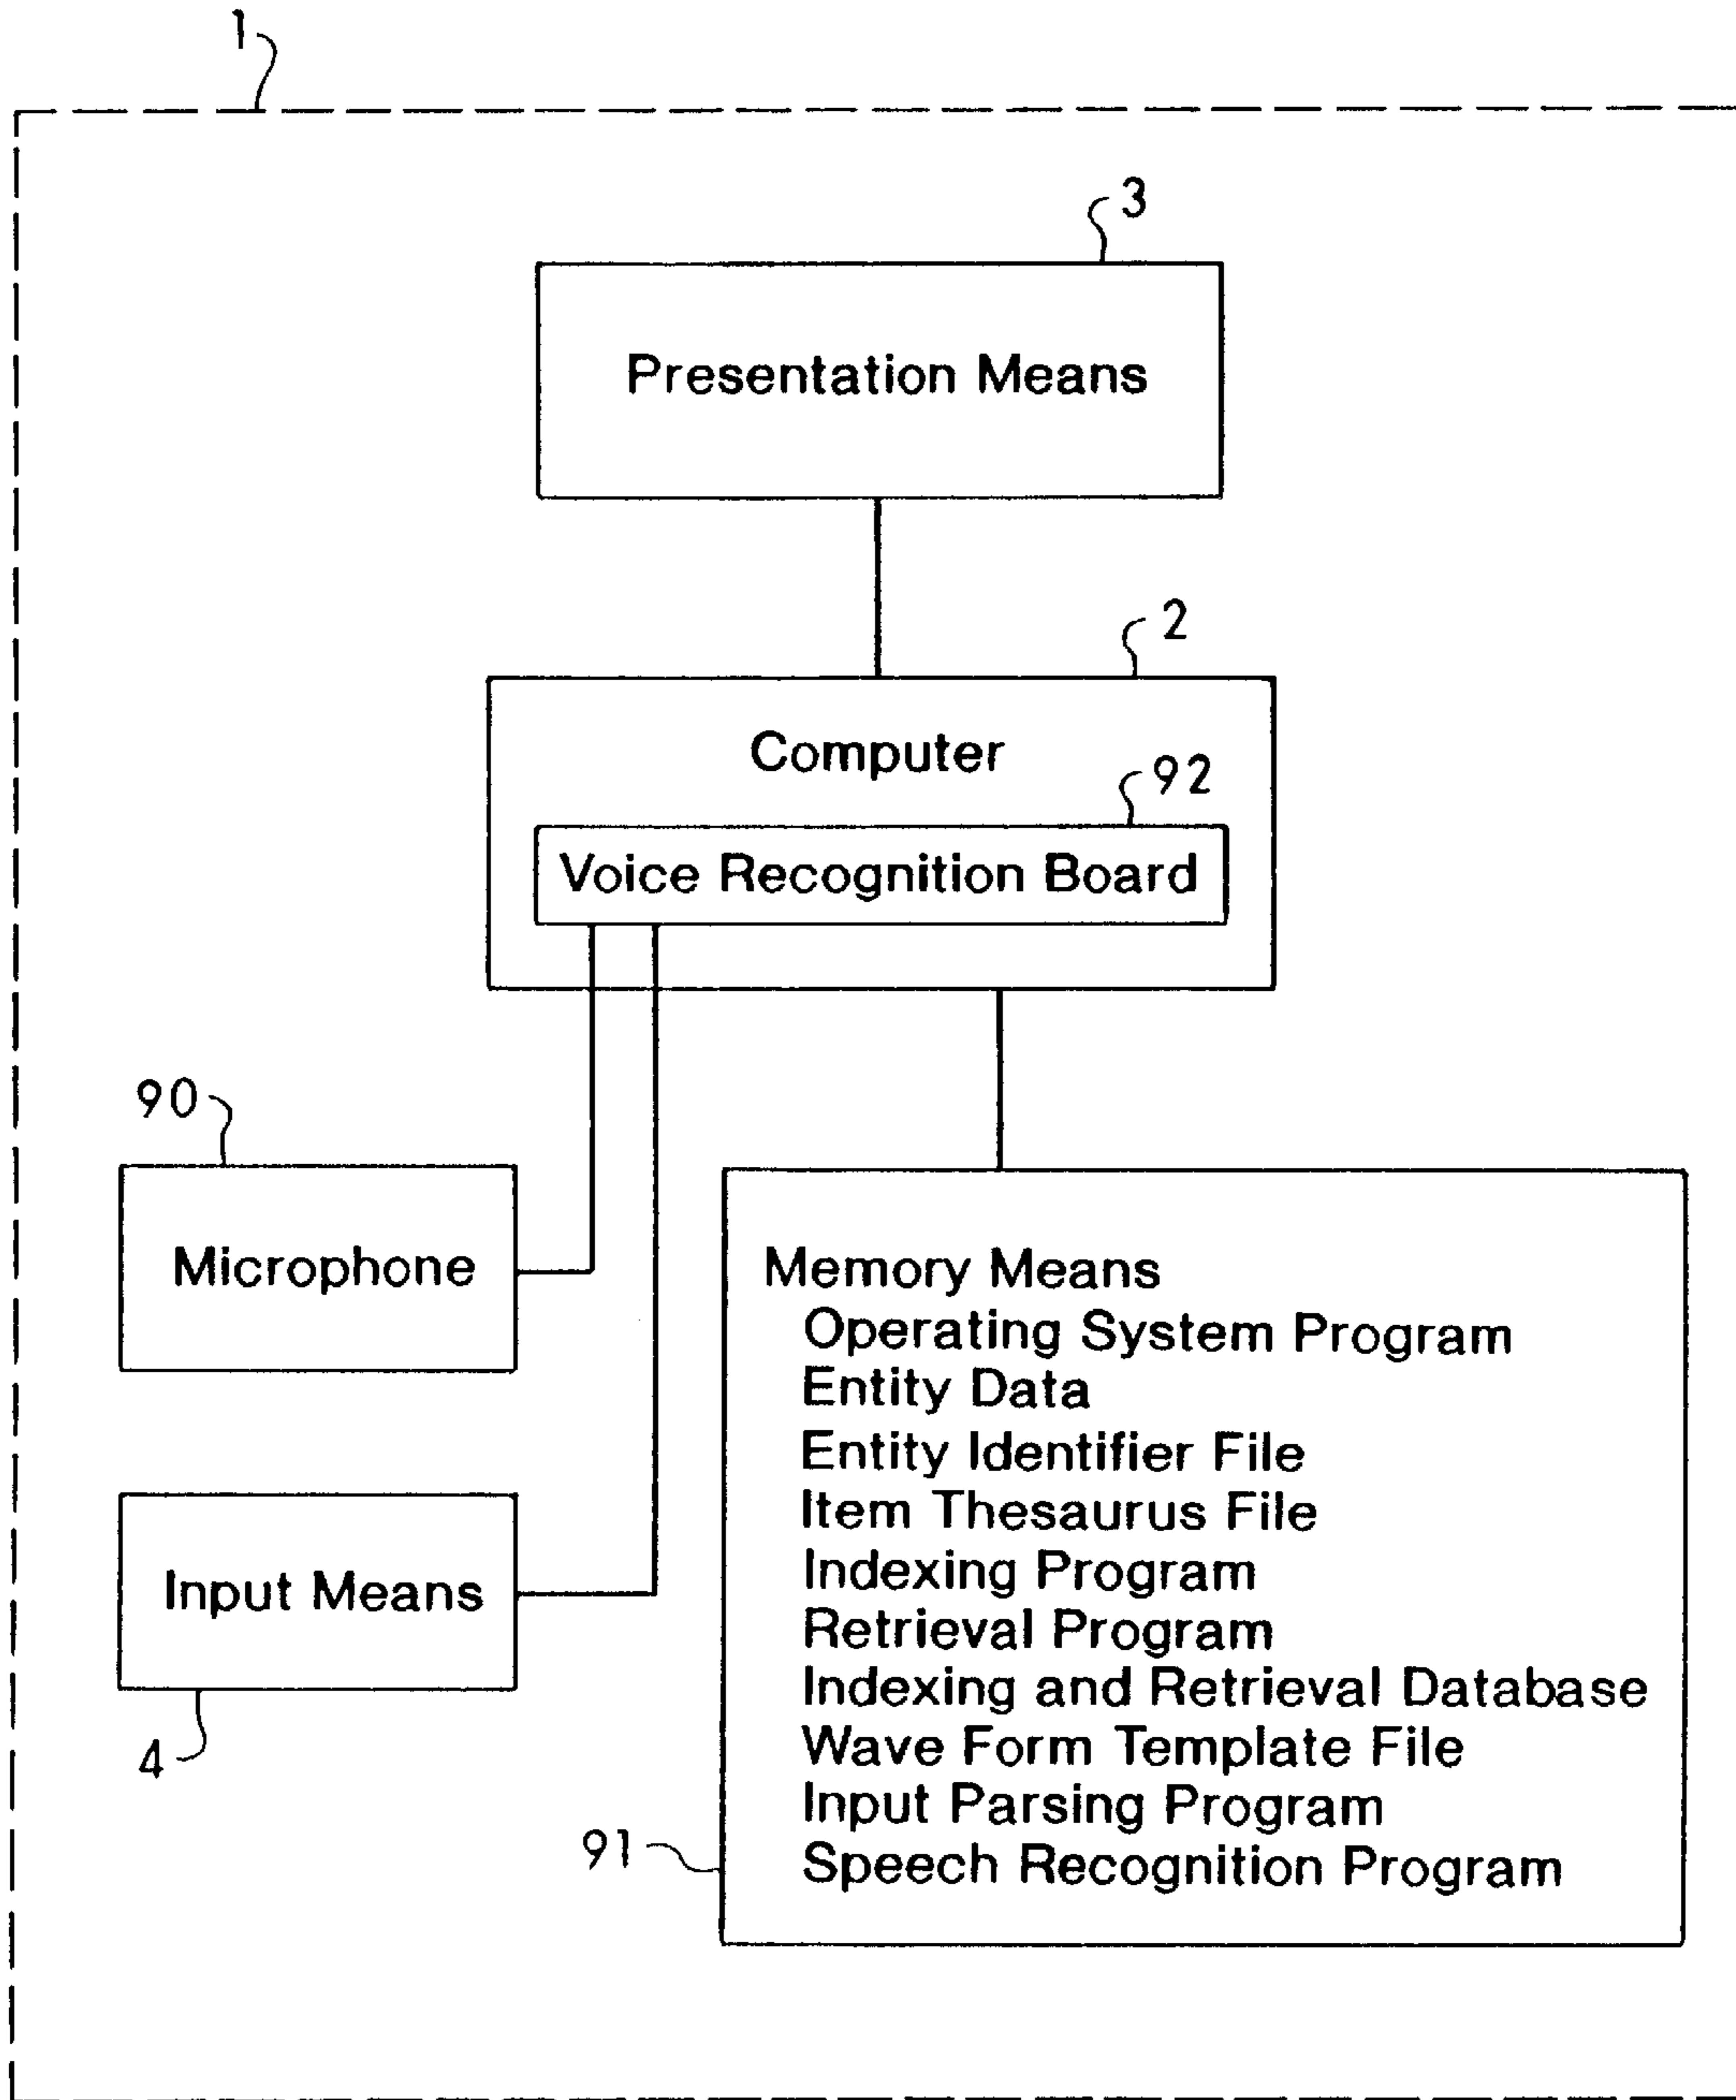 1
3
Presentation Means
2
Computer
92
Voice Recognition Board
90
Microphone
Input Means
4
Memory Means
Operating System Program
Entity Data
Entity Identifier File
Item Thesaurus File
Indexing Program
Retrieval Program
Indexing and Retrieval Database
Wave Form Template File
Input Parsing Program
Speech Recognition Program
91